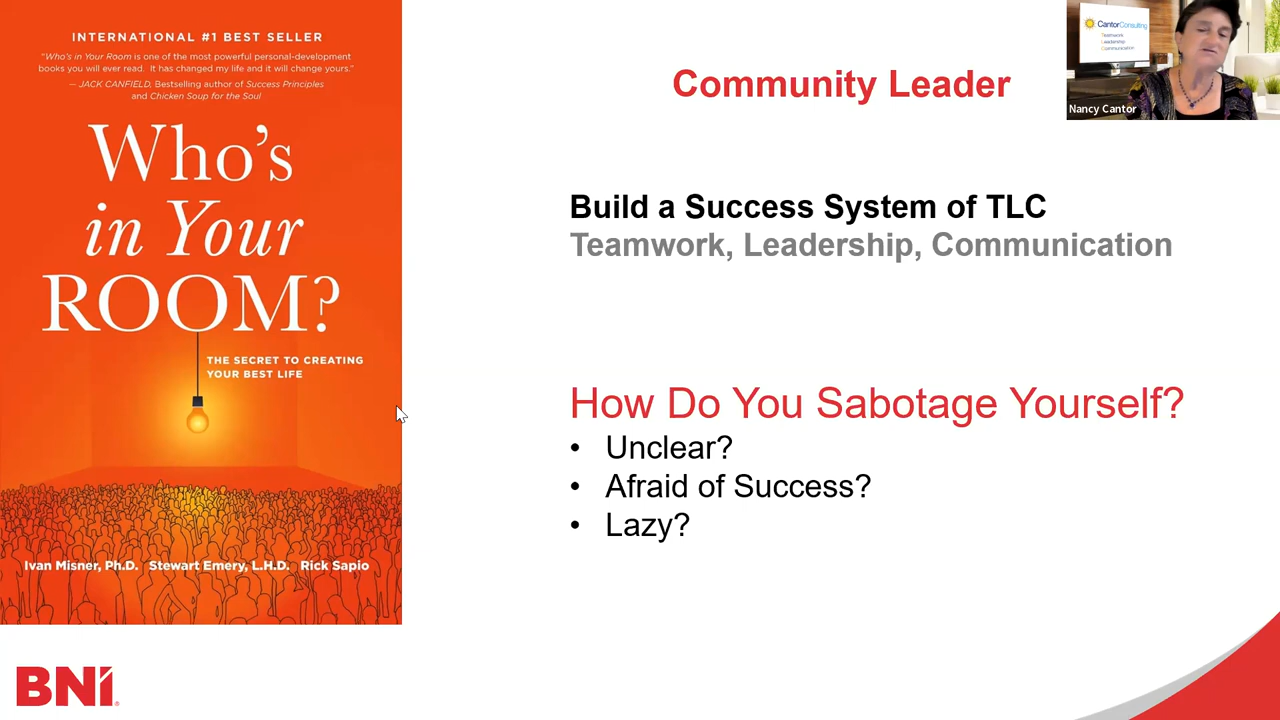 INTERNATIONAL #1 BEST SELLER
"Who's in Your Room is one of the most powerful personal-development
books you will ever read. It has changed my life and it will change yours."
— JACK CANFIELD, Bestselling author of Success Principles
and Chicken Soup for the Soul
Who's
in Your
ROOM?
THE SECRET TO CREATING
YOUR BEST LIFE
Ivan Misner, Ph.D. Stewart Emery, L.H.D. Rick Sapio
BNI®
Community Leader
Build a Success System of TLC
Teamwork, Leadership, Communication
How Do You Sabotage Yourself?
• Unclear?
• Afraid of Success?
• Lazy?
CantorConsulting
Teamwork
Leadership
Communication
Nancy Cantor